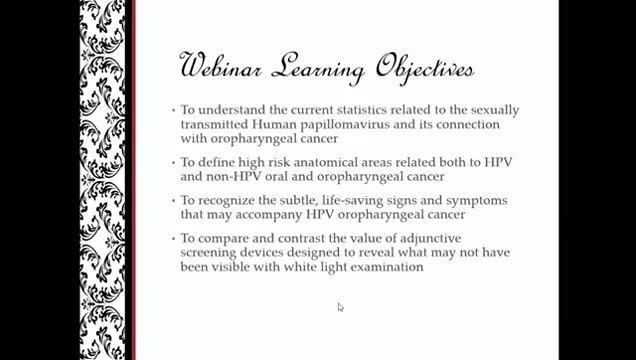 Webinar Learning Objectives
• To understand the current statistics related to the sexually
transmitted Human papillomavirus and its connection
with oropharyngeal cancer
• To define high risk anatomical areas related both to HPV
and non-HPV oral and oropharyngeal cancer
• To recognize the subtle, life-saving signs and symptoms
that may accompany HPV oropharyngeal cancer
• To compare and contrast the value of adjunctive
screening devices designed to reveal what may not have
been visible with white light examination